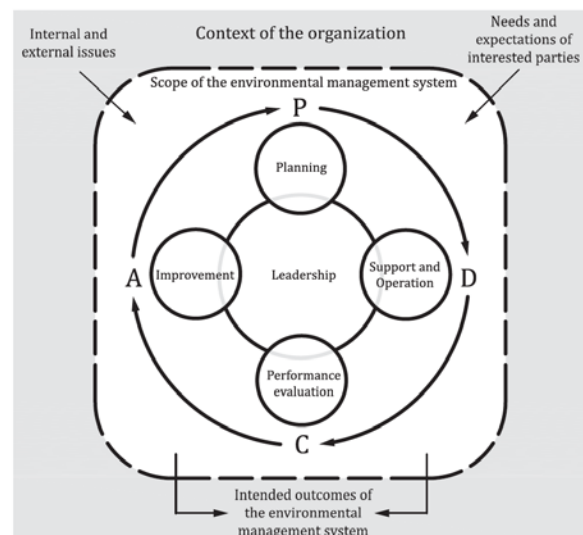 Internal and
external issues
Context of the organization
Needs and
expectations of
interested parties
Scope of the environmental management system
P
Planning
A
Improvement
Leadership
Support and
Operation
D
Performance
evaluation
C
Intended outcomes of
the environmental
management system